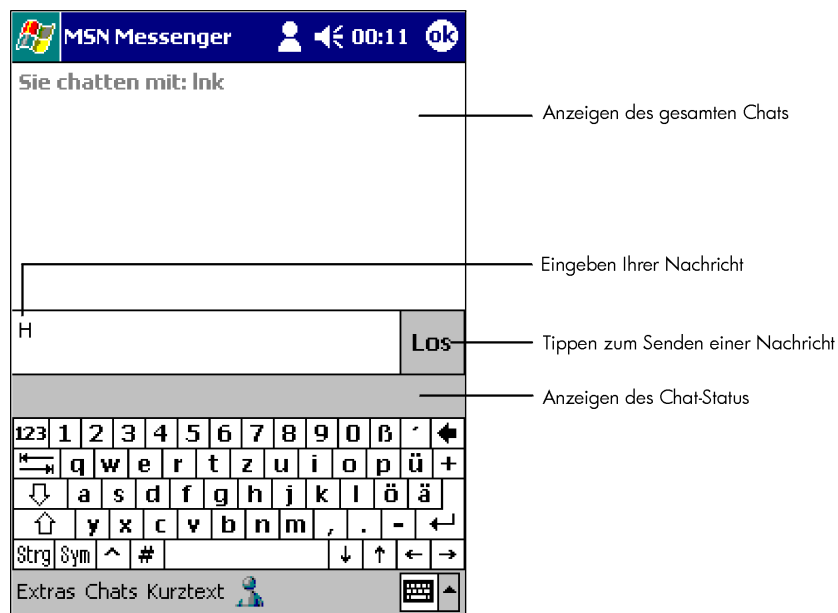 MSN Messenger 00:11 ok
Sie chatten mit: lnk
Anzeigen des gesamten Chats
Eingeben Ihrer Nachricht
H
Los
Tippen zum Senden einer Nachricht
Anzeigen des Chat-Status
123 1 2 3 4 5 6 7 8 9 0 ß ´
q w e r t z u i o p ü +
a s d f g h j k l ö ä
y x c v b n m , . -
Strg Sym ^ # ↓ ↑ ← →
Extras Chats Kurztext